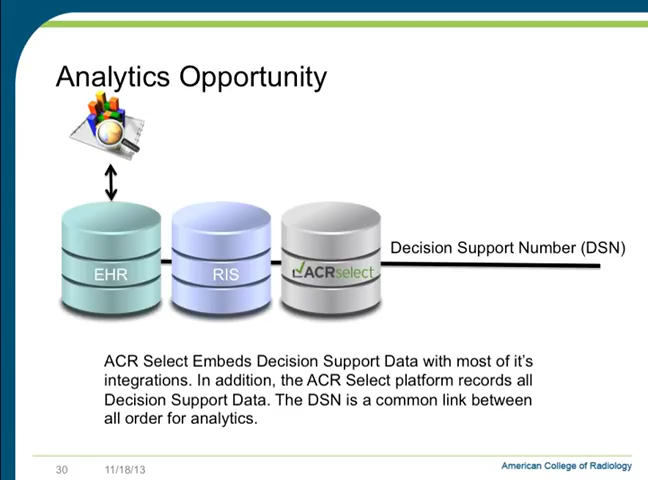 Analytics Opportunity
EHR
RIS
ACRselect
Decision Support Number (DSN)
ACR Select Embeds Decision Support Data with most of it's
integrations. In addition, the ACR Select platform records all
Decision Support Data. The DSN is a common link between
all order for analytics.
30 11/18/13
American College of Radiology